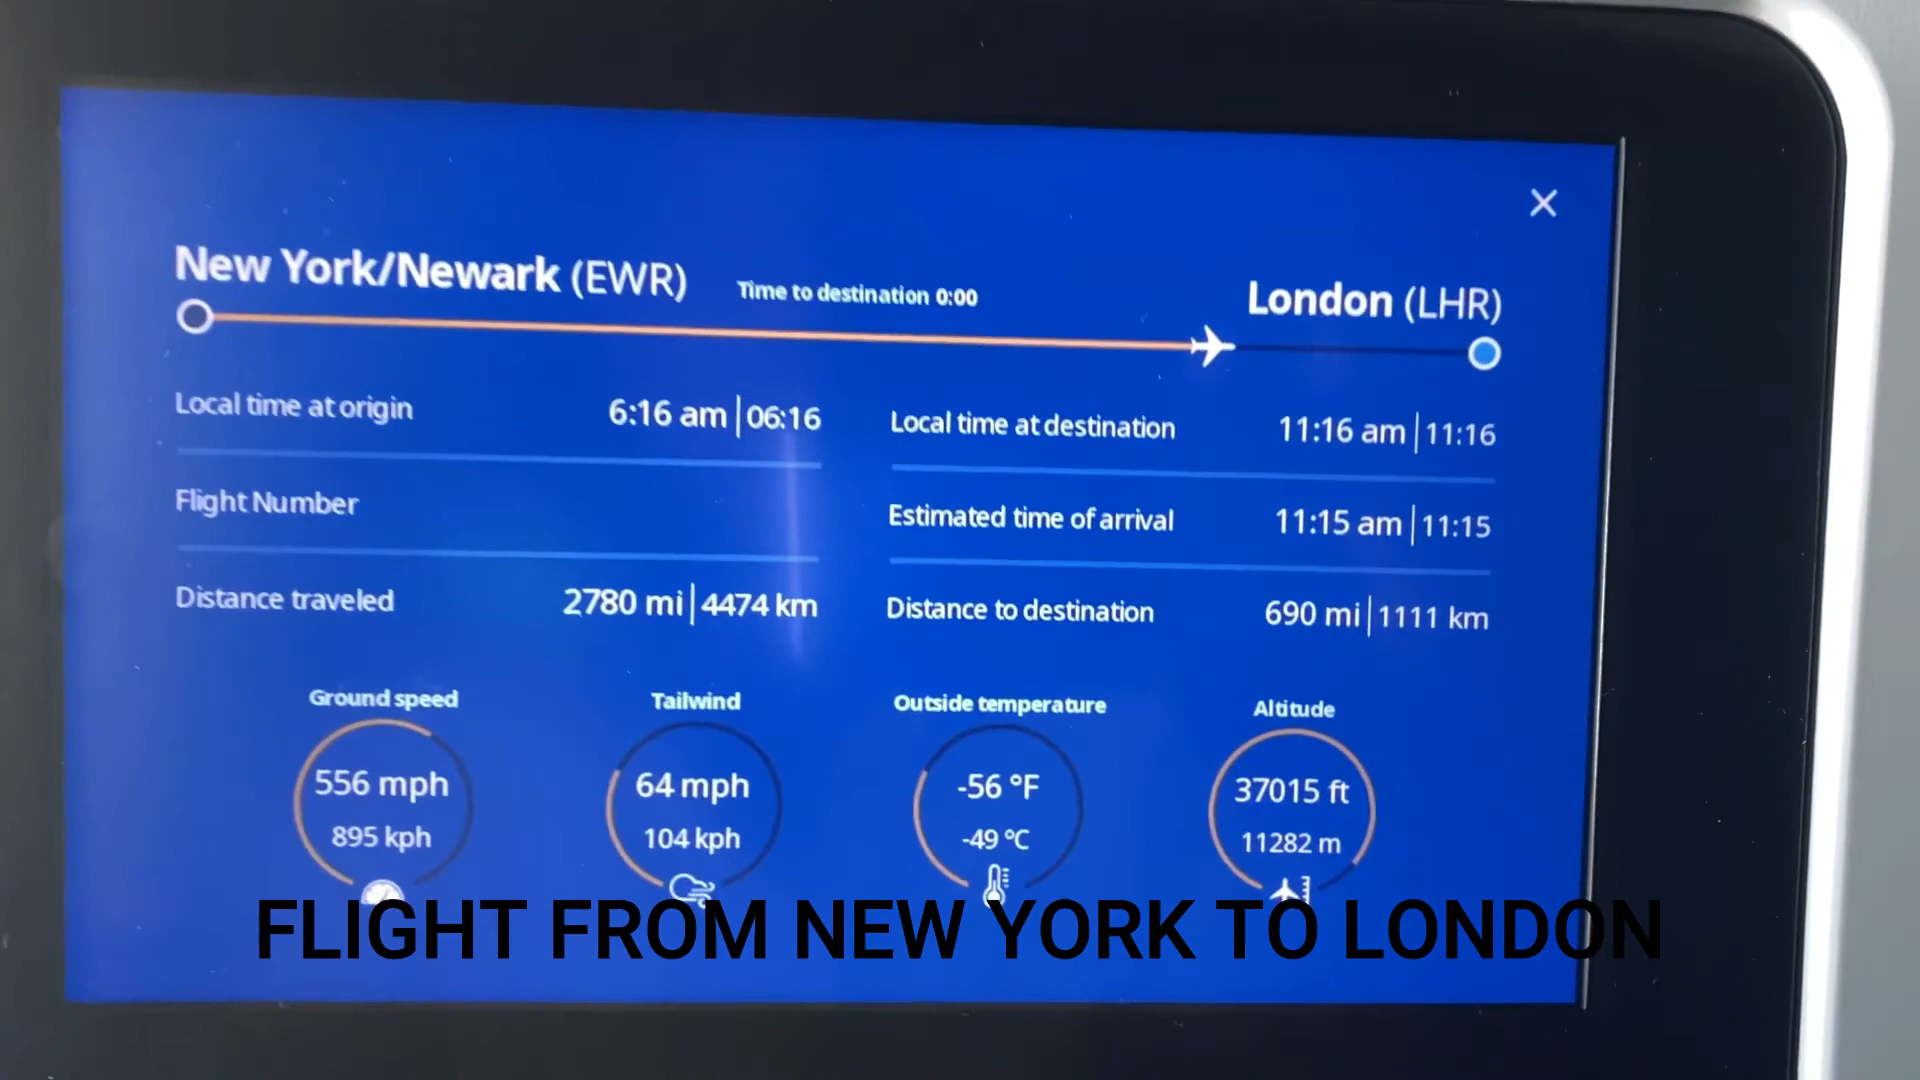 New York/Newark (EWR)
Time to destination 0:00
London (LHR)
Local time at origin 6:16 am | 06:16
Local time at destination 11:16 am | 11:16
Flight Number
Estimated time of arrival 11:15 am | 11:15
Distance traveled 2780 mi | 4474 km
Distance to destination 690 mi | 1111 km
Ground speed
556 mph
895 kph
Tailwind
64 mph
104 kph
Outside temperature
-56 °F
-49 °C
Altitude
37015 ft
11282 m
FLIGHT FROM NEW YORK TO LONDON